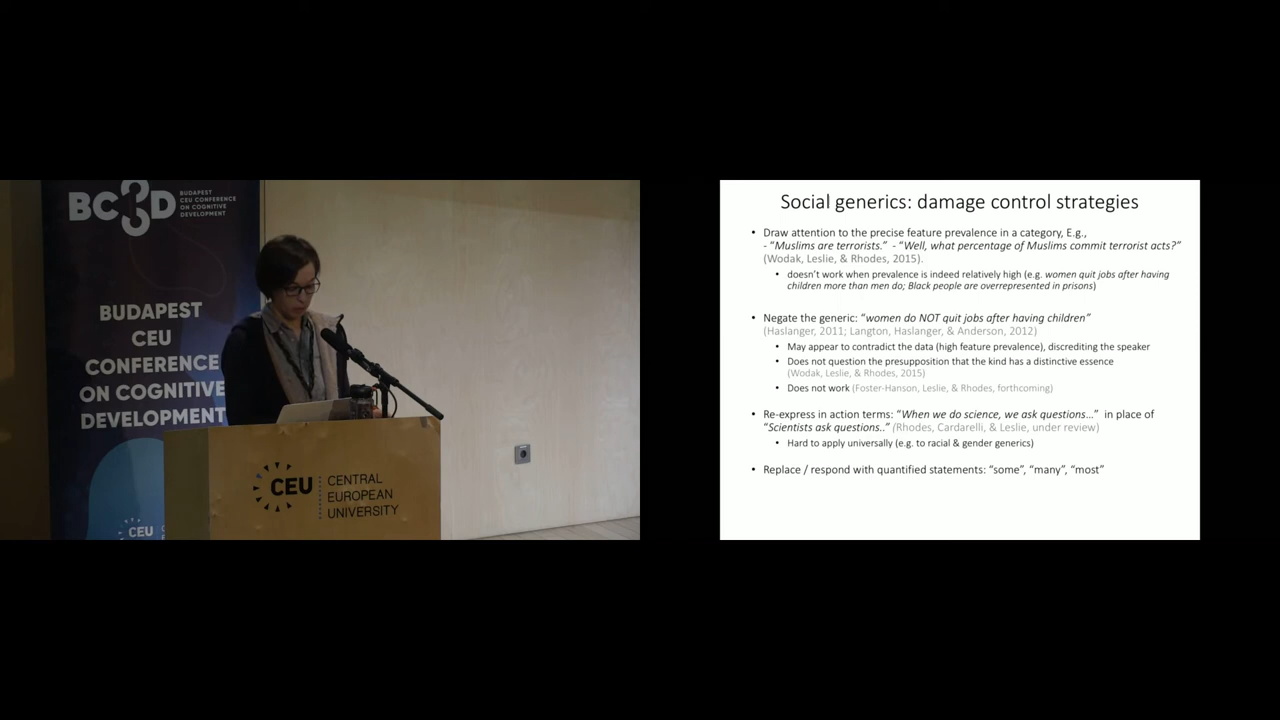 BC3D BUDAPEST
CEU CONFERENCE
ON COGNITIVE
DEVELOPMENT
BUDAPEST
CEU
CONFERENCE
ON COGNITIVE
DEVELOPMENT
CEU
CEU
CENTRAL
EUROPEAN
UNIVERSITY
Social generics: damage control strategies
• Draw attention to the precise feature prevalence in a category, E.g.,
- "Muslims are terrorists." - "Well, what percentage of Muslims commit terrorist acts?"
(Wodak, Leslie, & Rhodes, 2015).
• doesn't work when prevalence is indeed relatively high (e.g. women quit jobs after having
children more than men do; Black people are overrepresented in prisons)
• Negate the generic: "women do NOT quit jobs after having children"
(Haslanger, 2011; Langton, Haslanger, & Anderson, 2012)
• May appear to contradict the data (high feature prevalence), discrediting the speaker
• Does not question the presupposition that the kind has a distinctive essence
(Wodak, Leslie, & Rhodes, 2015)
• Does not work (Foster-Hanson, Leslie, & Rhodes, forthcoming)
• Re-express in action terms: "When we do science, we ask questions…" in place of
"Scientists ask questions.." (Rhodes, Cardarelli, & Leslie, under review)
• Hard to apply universally (e.g. to racial & gender generics)
• Replace / respond with quantified statements: "some", "many", "most"